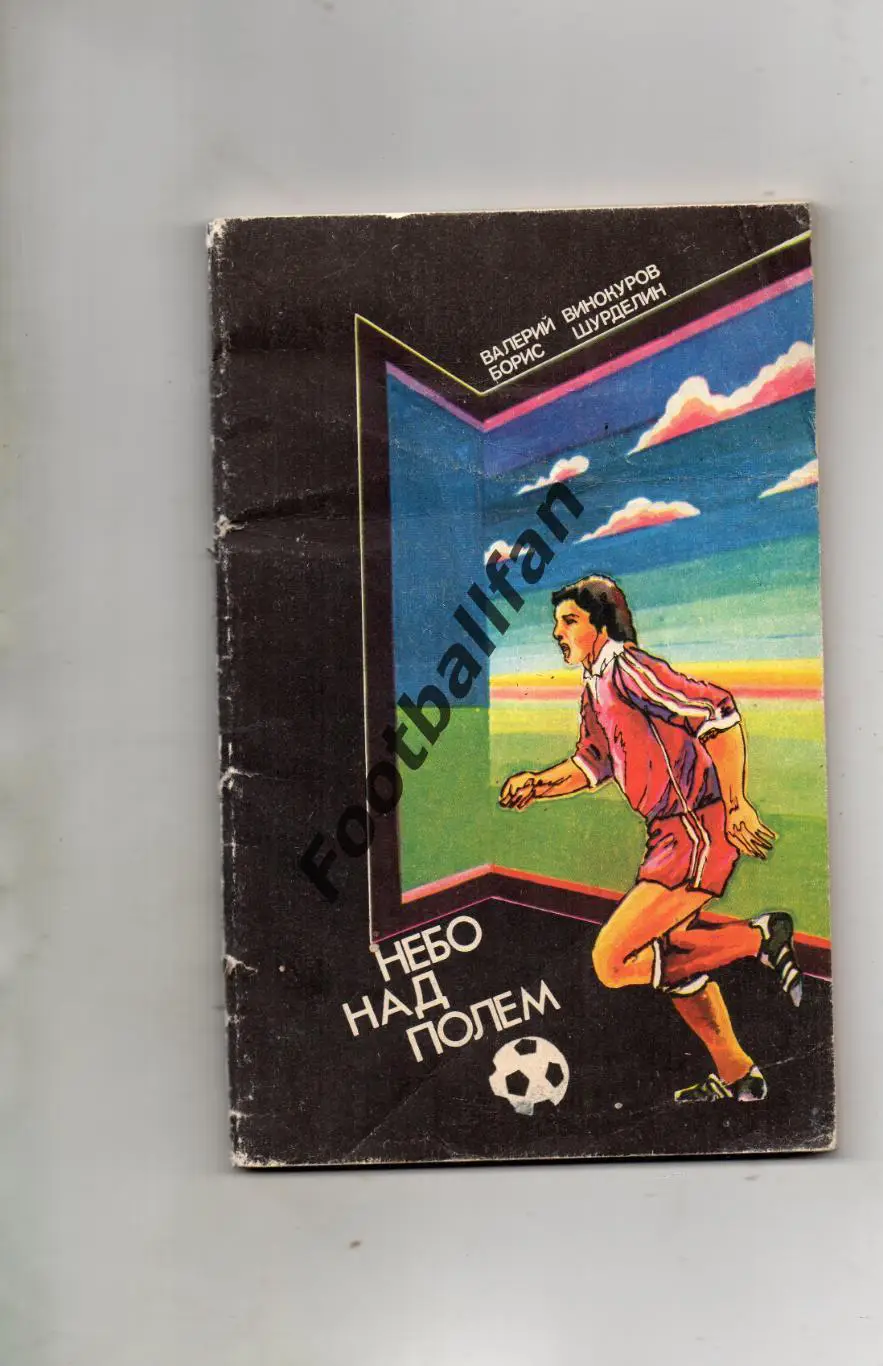 ВАЛЕРИЙ ВИНОКУРОВ
БОРИС ШУРДЕЛИН
Footballfan
НЕБО
НАД
ПОЛЕМ